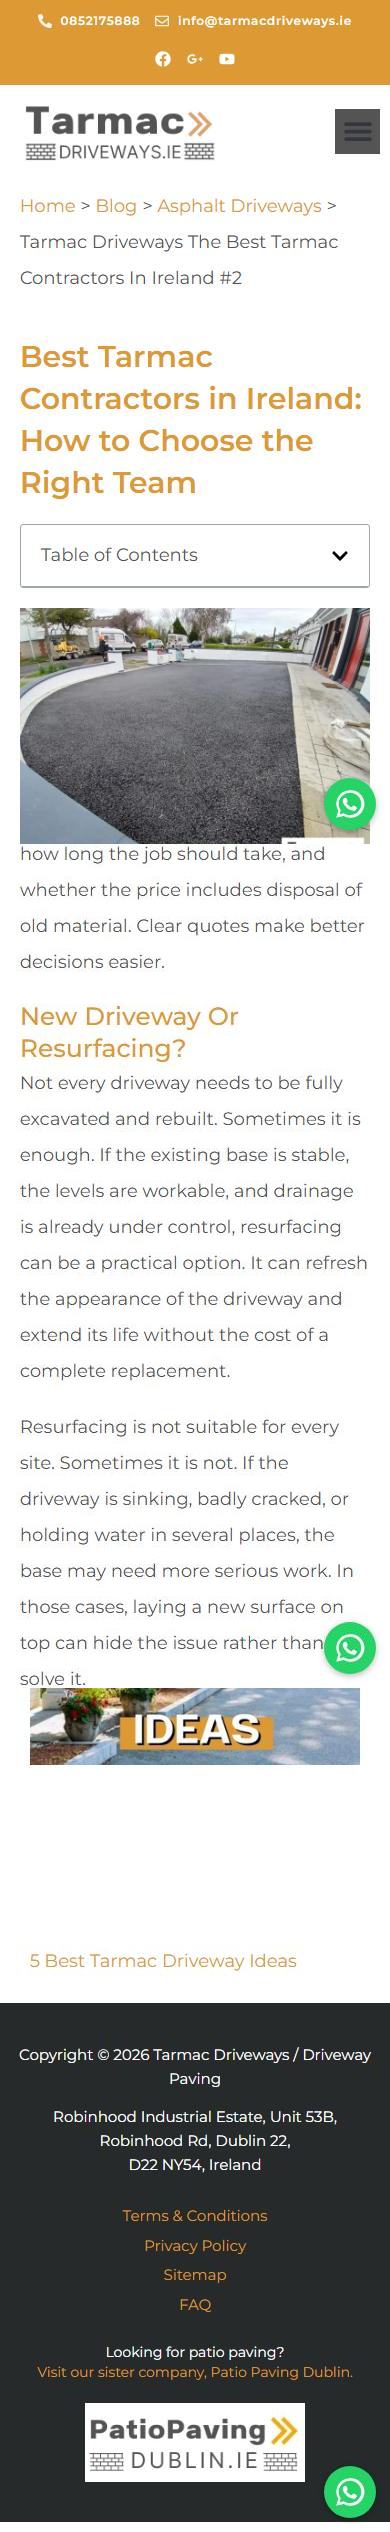 0852175888 info@tarmacdriveways.ie
Tarmac
DRIVEWAYS.IE
Home > Blog > Asphalt Driveways >
Tarmac Driveways The Best Tarmac
Contractors In Ireland #2
Best Tarmac
Contractors in Ireland:
How to Choose the
Right Team
Table of Contents
how long the job should take, and
whether the price includes disposal of
old material. Clear quotes make better
decisions easier.
New Driveway Or
Resurfacing?
Not every driveway needs to be fully
excavated and rebuilt. Sometimes it is
enough. If the existing base is stable,
the levels are workable, and drainage
is already under control, resurfacing
can be a practical option. It can refresh
the appearance of the driveway and
extend its life without the cost of a
complete replacement.
Resurfacing is not suitable for every
site. Sometimes it is not. If the
driveway is sinking, badly cracked, or
holding water in several places, the
base may need more serious work. In
those cases, laying a new surface on
top can hide the issue rather than
solve it.
IDEAS
5 Best Tarmac Driveway Ideas
Copyright © 2026 Tarmac Driveways / Driveway
Paving
Robinhood Industrial Estate, Unit 53B,
Robinhood Rd, Dublin 22,
D22 NY54, Ireland
Terms & Conditions
Privacy Policy
Sitemap
FAQ
Looking for patio paving?
Visit our sister company, Patio Paving Dublin.
PatioPaving
DUBLIN.IE